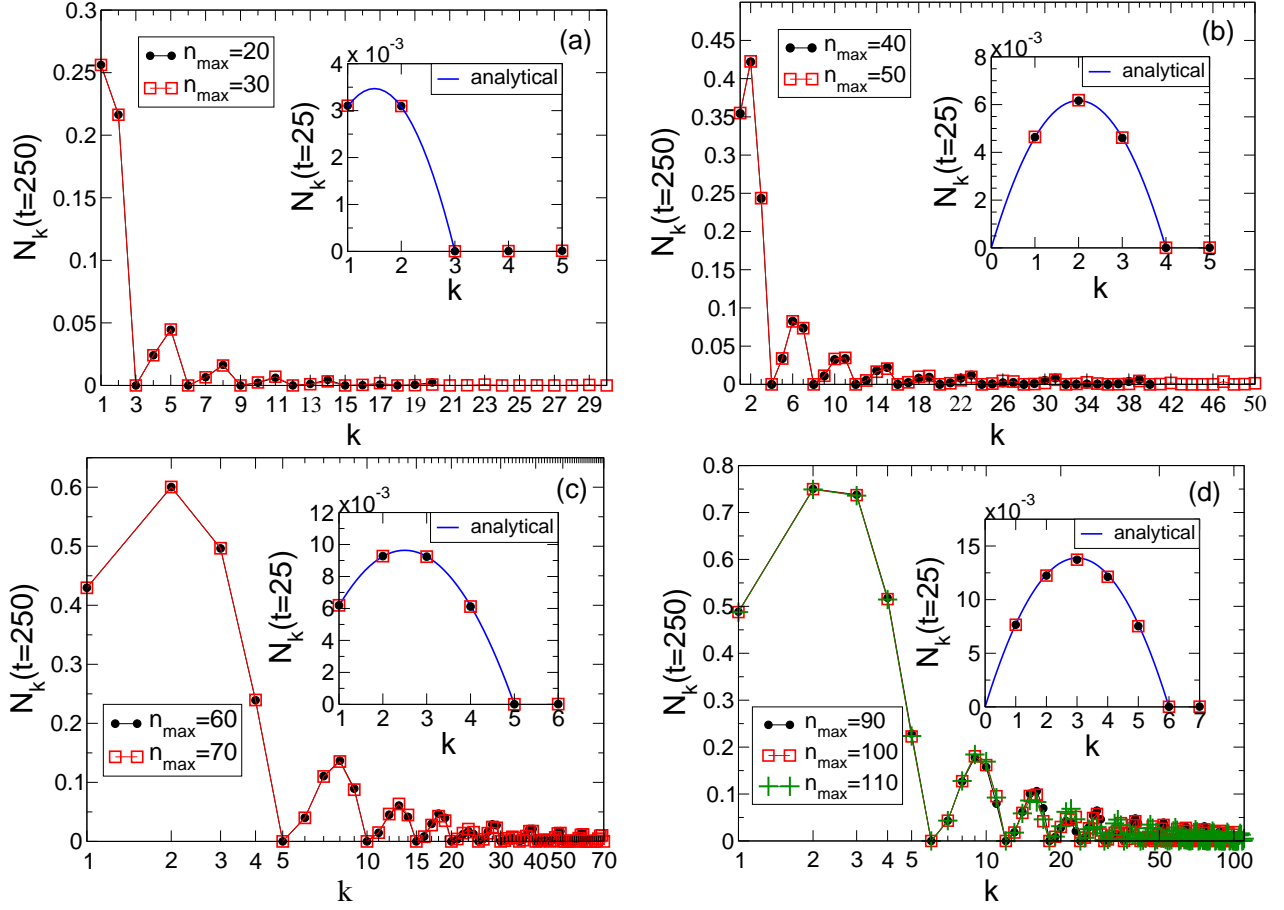 (a)
N_k(t=250)
0.3
0.25
0.2
0.15
0.1
0.05
0
n_max=20
n_max=30
x 10^-3
analytical
N_k(t=25)
4
3
2
1
0
1 2 3 4 5
k
1 3 5 7 9 11 13 15 17 19 21 23 25 27 29
k
(b)
N_k(t=250)
0.45
0.4
0.35
0.3
0.25
0.2
0.15
0.1
0.05
0
n_max=40
n_max=50
x10^-3
analytical
N_k(t=25)
8
6
4
2
0
0 1 2 3 4 5
k
2 6 10 14 18 22 26 30 34 38 42 46 50
k
(c)
N_k(t=250)
0.6
0.5
0.4
0.3
0.2
0.1
0
x10^-3
analytical
N_k(t=25)
12
10
8
6
4
2
0
1 2 3 4 5 6
k
n_max=60
n_max=70
1 2 3 4 5 10 15 20 30 40 50 70
k
(d)
N_k(t=250)
0.8
0.7
0.6
0.5
0.4
0.3
0.2
0.1
0
x10^-3
analytical
N_k(t=25)
15
12.5
10
7.5
5
2.5
0
0 1 2 3 4 5 6 7
k
n_max=90
n_max=100
n_max=110
1 2 3 4 5 10 20 50 100
k